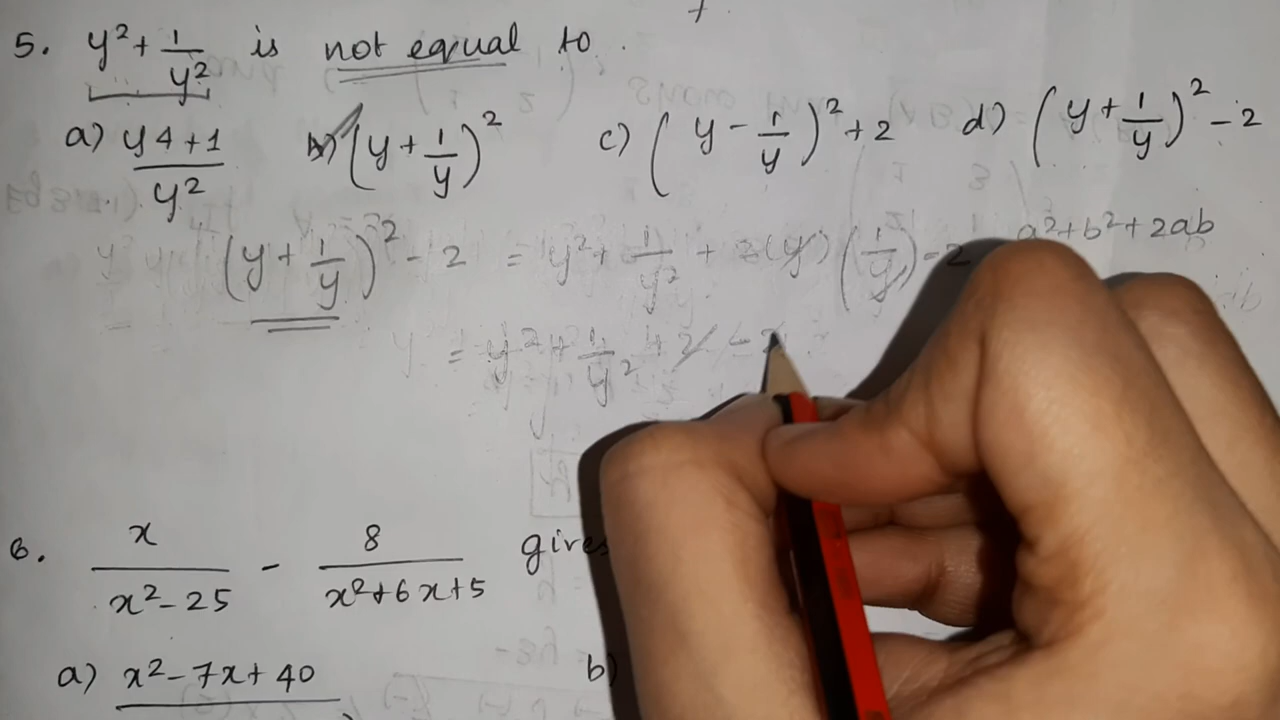 5. y² + 1/y² is not equal to.
a) y4+1/y² b) (y + 1/y)² c) (y - 1/y)² + 2 d) (y + 1/y)² - 2
a²+b²+2ab
(y + 1/y)² - 2 = y² + 1/y² + 2(y)(1/y) - 2
= y² + 1/y² + 2 - 2
6. x/x²-25 - 8/x²+6x+5 gives
a) x²-7x+40 b)